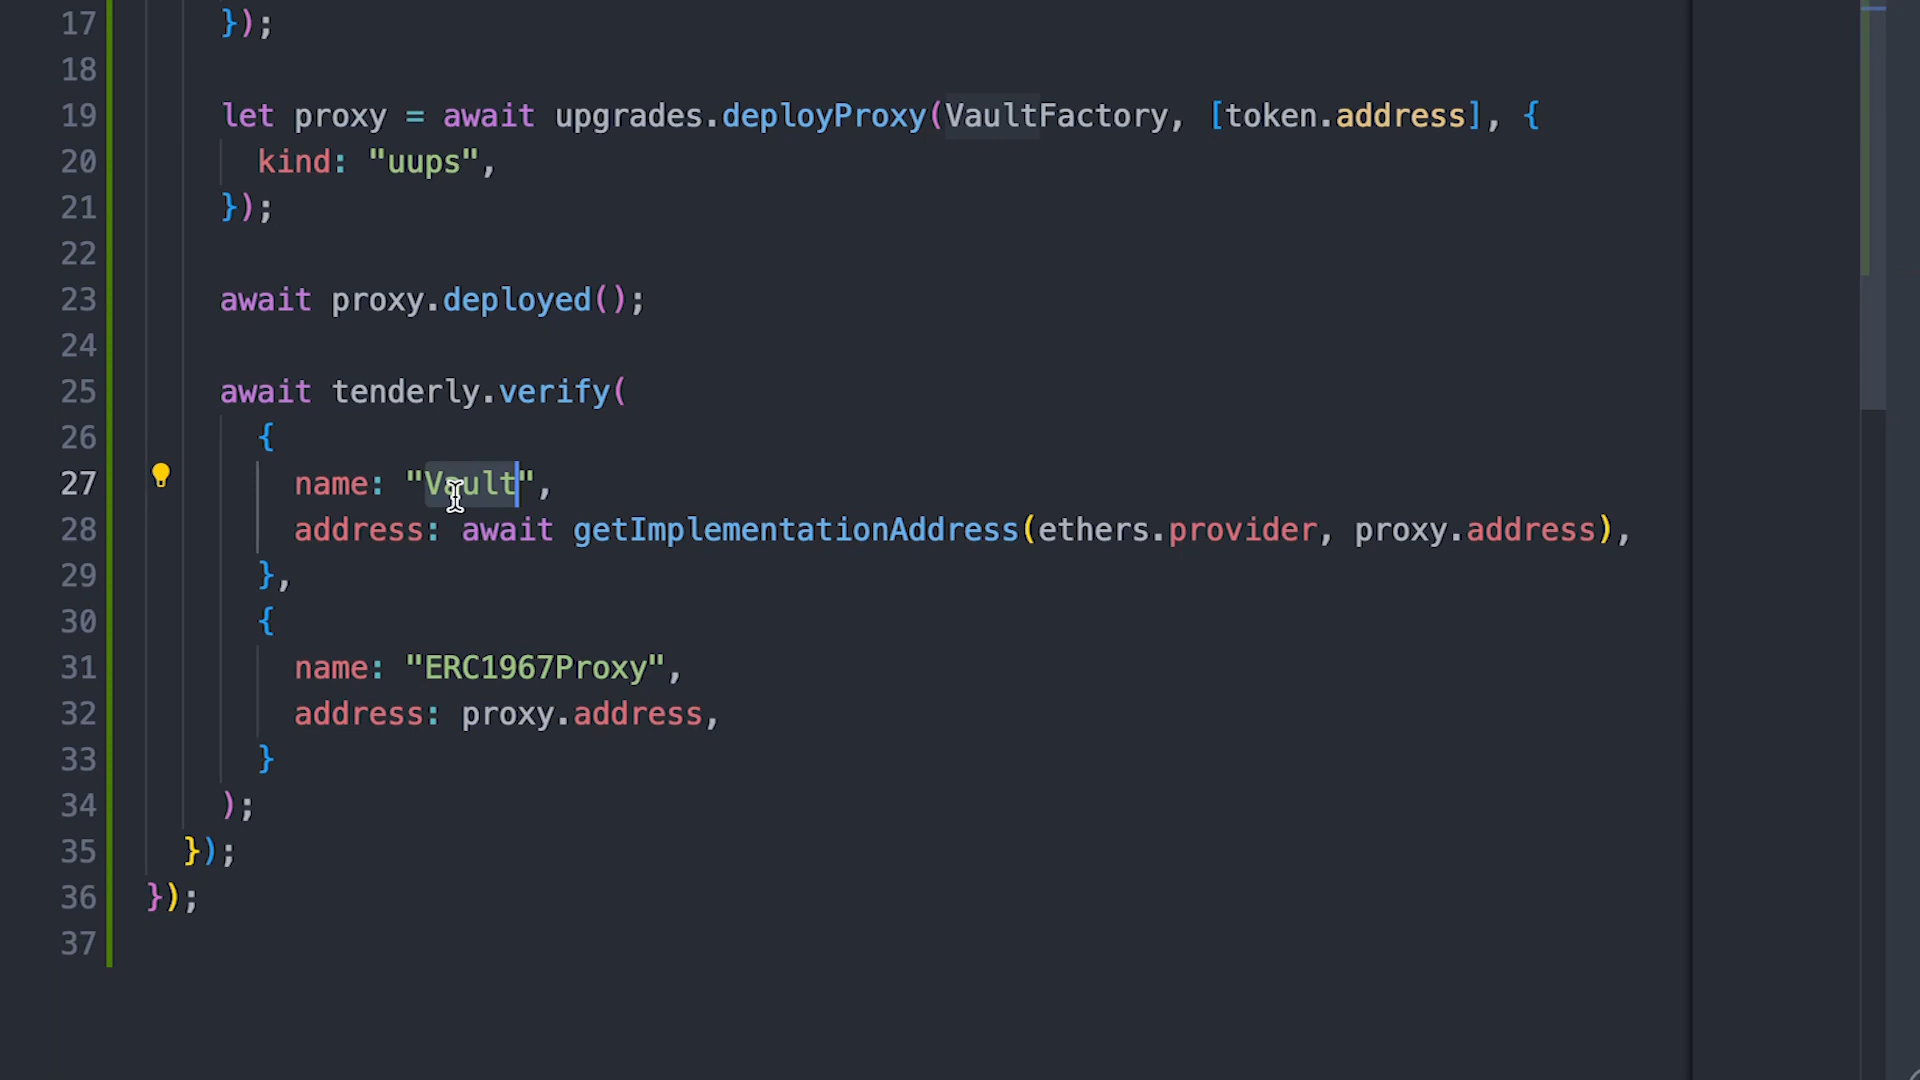 17 });
18
19 let proxy = await upgrades.deployProxy(VaultFactory, [token.address], {
20 kind: "uups",
21 });
22
23 await proxy.deployed();
24
25 await tenderly.verify(
26 {
27 name: "Vault",
28 address: await getImplementationAddress(ethers.provider, proxy.address),
29 },
30 {
31 name: "ERC1967Proxy",
32 address: proxy.address,
33 }
34 );
35 });
36 });
37